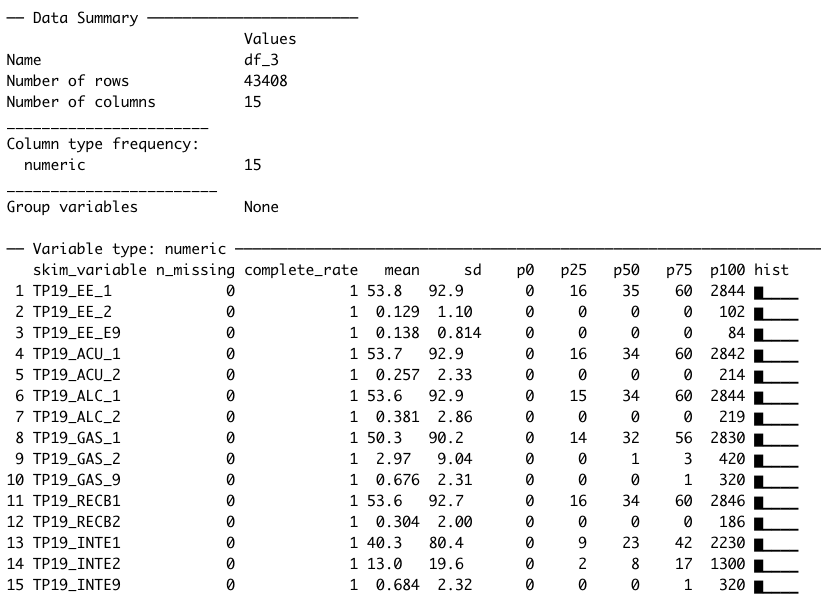 ── Data Summary ────────────────────────
                           Values
Name                       df_3
Number of rows             43408
Number of columns          15
_______________________
Column type frequency:
  numeric                  15
________________________
Group variables            None

── Variable type: numeric ──────────────────────────────────────────────────────
   skim_variable n_missing complete_rate   mean     sd    p0   p25   p50   p75  p100 hist
 1 TP19_EE_1             0             1 53.8   92.9       0    16    35    60  2844 ▇▁▁▁▁
 2 TP19_EE_2             0             1  0.129  1.10      0     0     0     0   102 ▇▁▁▁▁
 3 TP19_EE_E9            0             1  0.138  0.814     0     0     0     0    84 ▇▁▁▁▁
 4 TP19_ACU_1            0             1 53.7   92.9       0    16    34    60  2842 ▇▁▁▁▁
 5 TP19_ACU_2            0             1  0.257  2.33      0     0     0     0   214 ▇▁▁▁▁
 6 TP19_ALC_1            0             1 53.6   92.9       0    15    34    60  2844 ▇▁▁▁▁
 7 TP19_ALC_2            0             1  0.381  2.86      0     0     0     0   219 ▇▁▁▁▁
 8 TP19_GAS_1            0             1 50.3   90.2       0    14    32    56  2830 ▇▁▁▁▁
 9 TP19_GAS_2            0             1  2.97   9.04      0     0     1     3   420 ▇▁▁▁▁
10 TP19_GAS_9            0             1  0.676  2.31      0     0     0     1   320 ▇▁▁▁▁
11 TP19_RECB1            0             1 53.6   92.7       0    16    34    60  2846 ▇▁▁▁▁
12 TP19_RECB2            0             1  0.304  2.00      0     0     0     0   186 ▇▁▁▁▁
13 TP19_INTE1            0             1 40.3   80.4       0     9    23    42  2230 ▇▁▁▁▁
14 TP19_INTE2            0             1 13.0   19.6       0     2     8    17  1300 ▇▁▁▁▁
15 TP19_INTE9            0             1  0.684  2.32      0     0     0     1   320 ▇▁▁▁▁